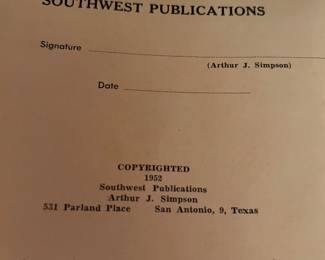 SOUTHWEST PUBLICATIONS
Signature
(Arthur J. Simpson)
Date
COPYRIGHTED
1952
Southwest Publications
Arthur J. Simpson
531 Parland Place San Antonio, 9, Texas